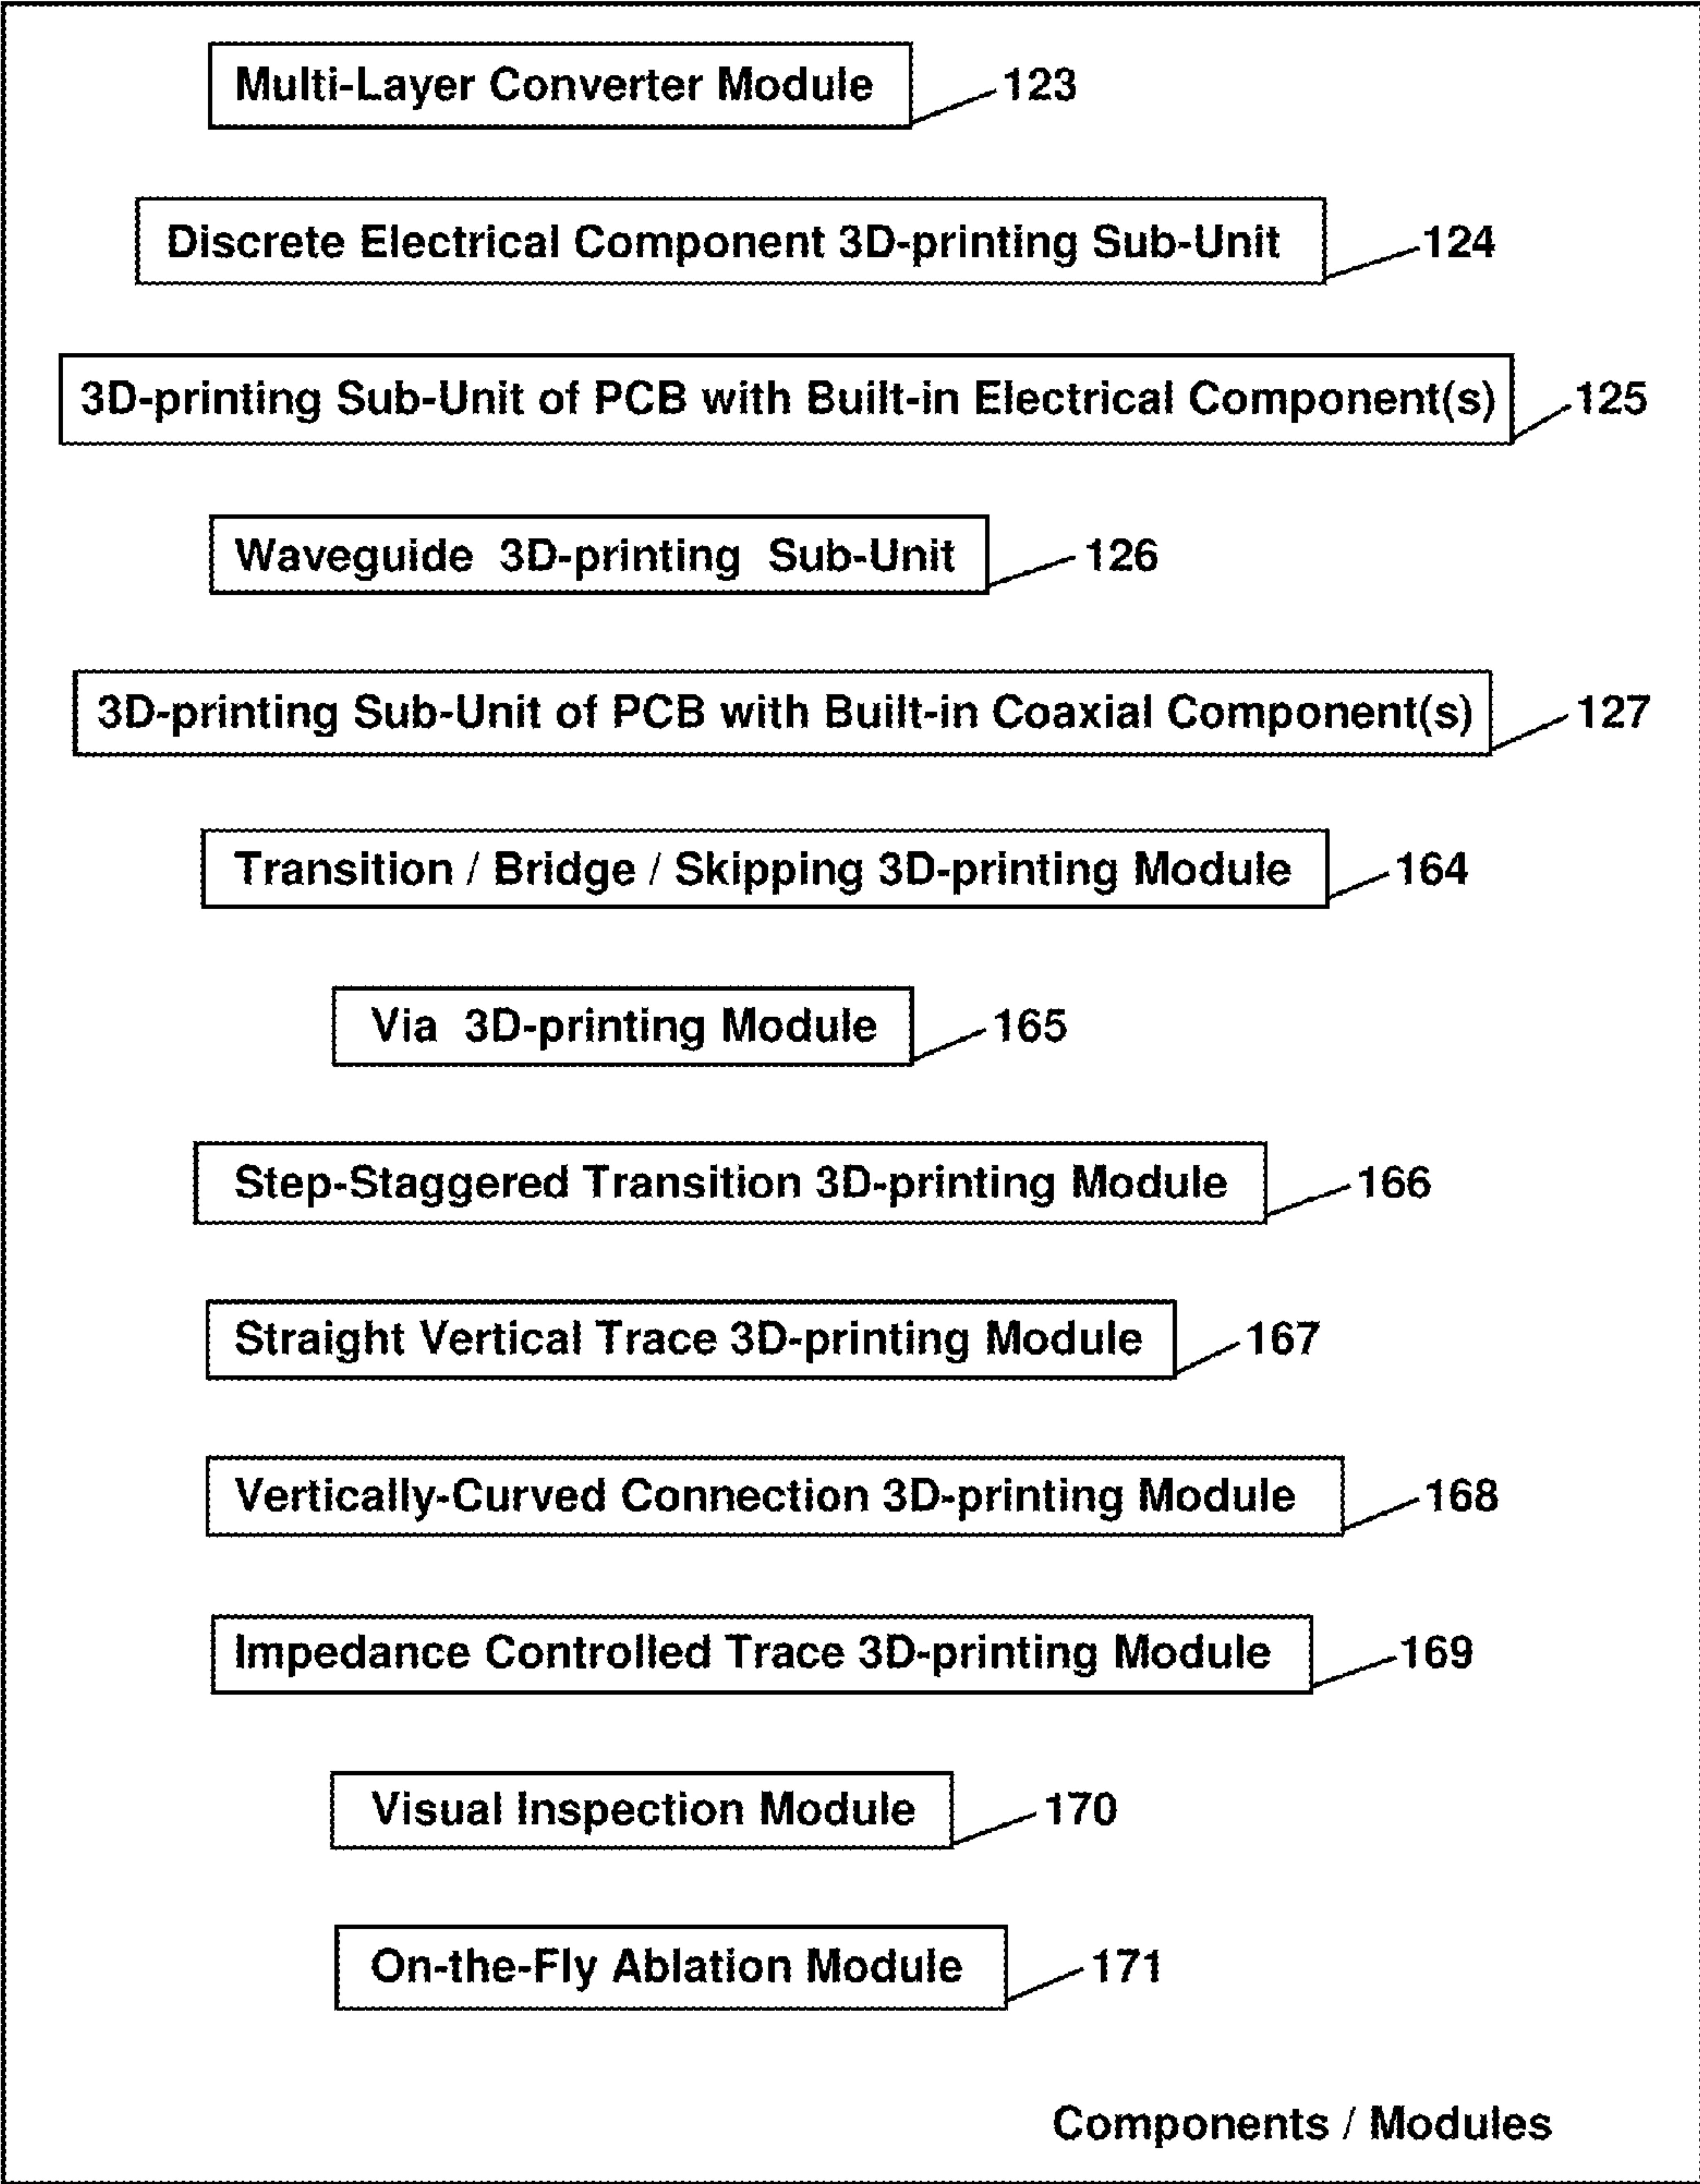 Multi-Layer Converter Module 123
Discrete Electrical Component 3D-printing Sub-Unit 124
3D-printing Sub-Unit of PCB with Built-in Electrical Component(s) 125
Waveguide 3D-printing Sub-Unit 126
3D-printing Sub-Unit of PCB with Built-in Coaxial Component(s) 127
Transition / Bridge / Skipping 3D-printing Module 164
Via 3D-printing Module 165
Step-Staggered Transition 3D-printing Module 166
Straight Vertical Trace 3D-printing Module 167
Vertically-Curved Connection 3D-printing Module 168
Impedance Controlled Trace 3D-printing Module 169
Visual Inspection Module 170
On-the-Fly Ablation Module 171
Components / Modules